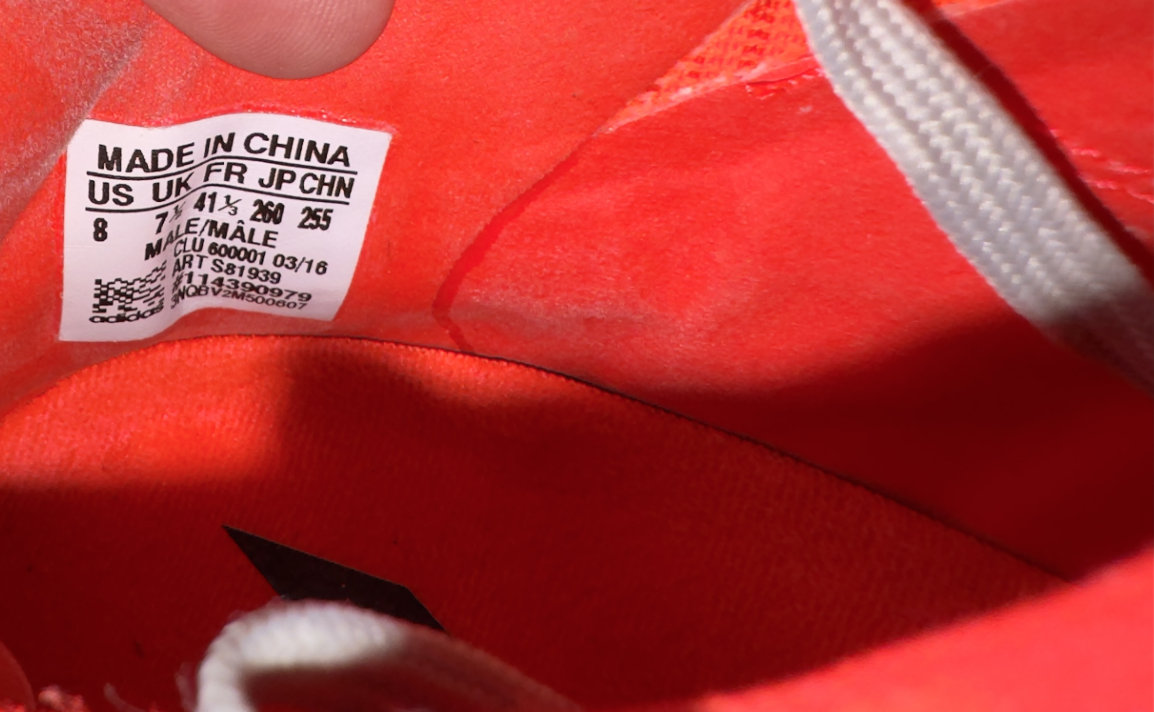 MADE IN CHINA
US UK FR JP CHN
8 7½ 41⅓ 260 255
MALE/MÂLE
CLU 600001 03/16
ART S81939
#114390979
adidas